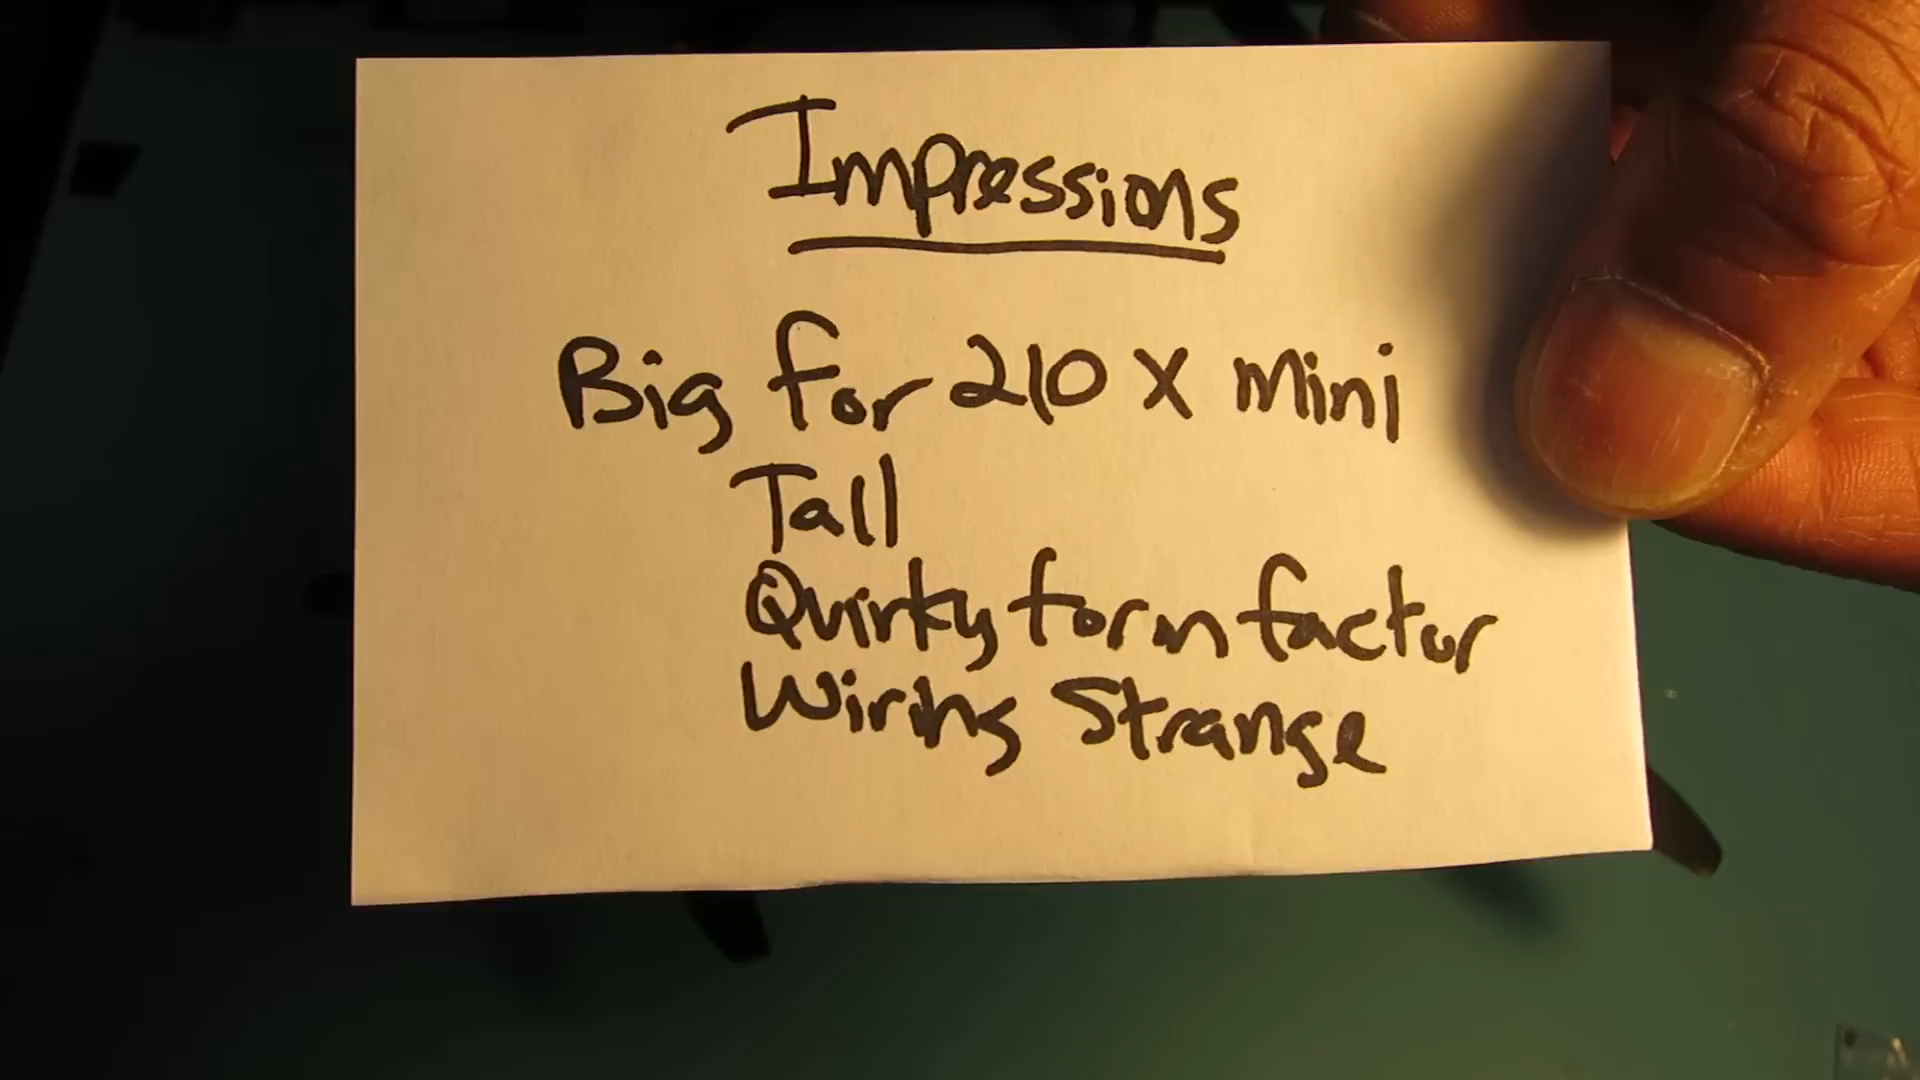 Impressions
Big for 210 X mini
Tall
Quirky form factor
Wiring Strange